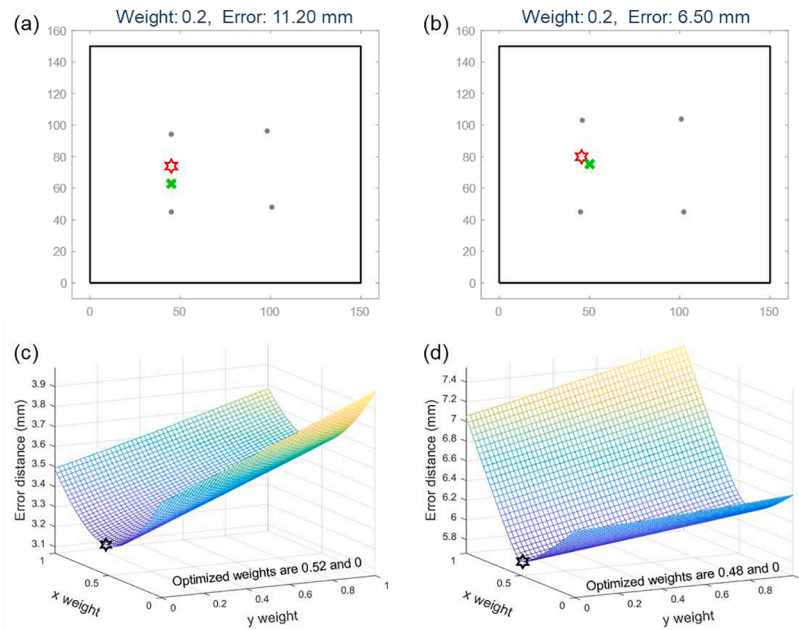 (a)
Weight: 0.2, Error: 11.20 mm
160
140
120
100
80
60
40
20
0
0 50 100 150
(b)
Weight: 0.2, Error: 6.50 mm
160
140
120
100
80
60
40
20
0
0 50 100 150
(c)
Error distance (mm)
3.9
3.8
3.7
3.6
3.5
3.4
3.3
3.2
3.1
1
0.5
0
x weight
Optimized weights are 0.52 and 0
0 0.2 0.4 0.6 0.8 1
y weight
(d)
Error distance (mm)
7.4
7.2
7
6.8
6.6
6.4
6.2
6
5.8
1
0.5
0
x weight
Optimized weights are 0.48 and 0
0 0.2 0.4 0.6 0.8
y weight